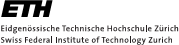 ETH
Eidgenössische Technische Hochschule Zürich
Swiss Federal Institute of Technology Zurich